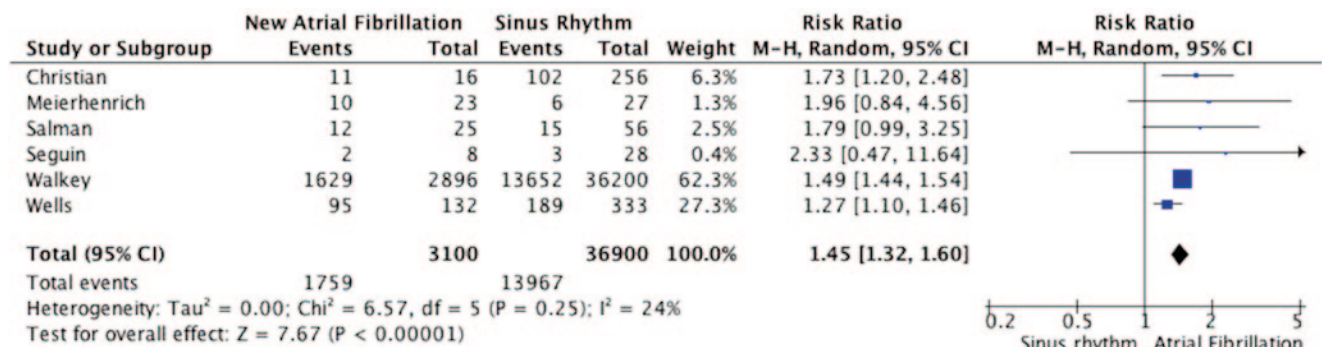 New Atrial Fibrillation Sinus Rhythm Risk Ratio Risk Ratio
Study or Subgroup Events Total Events Total Weight M-H, Random, 95% CI M-H, Random, 95% CI
Christian 11 16 102 256 6.3% 1.73 [1.20, 2.48]
Meierhenrich 10 23 6 27 1.3% 1.96 [0.84, 4.56]
Salman 12 25 15 56 2.5% 1.79 [0.99, 3.25]
Seguin 2 8 3 28 0.4% 2.33 [0.47, 11.64]
Walkey 1629 2896 13652 36200 62.3% 1.49 [1.44, 1.54]
Wells 95 132 189 333 27.3% 1.27 [1.10, 1.46]
Total (95% CI) 3100 36900 100.0% 1.45 [1.32, 1.60]
Total events 1759 13967
Heterogeneity: Tau² = 0.00; Chi² = 6.57, df = 5 (P = 0.25); I² = 24%
Test for overall effect: Z = 7.67 (P < 0.00001)
0.2 0.5 1 2 5
Sinus rhythm Atrial Fibrillation